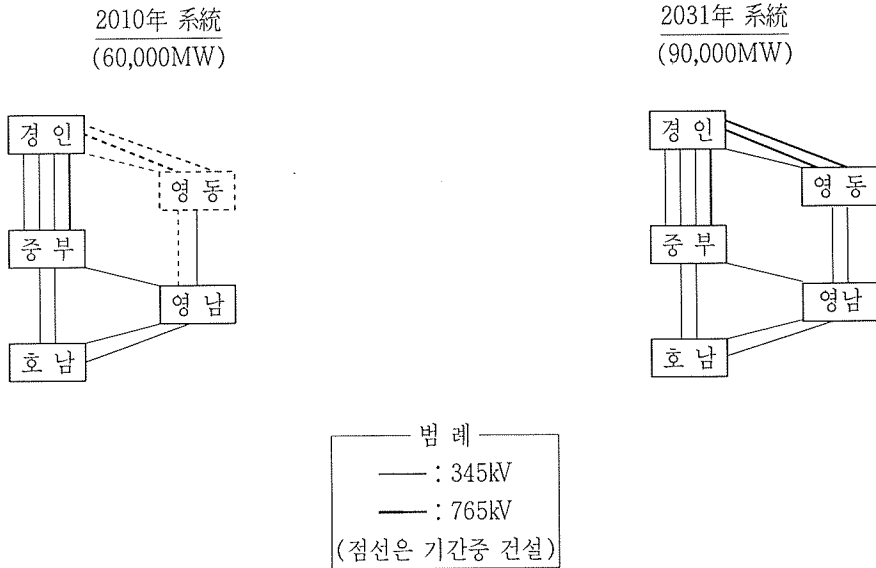 2010年 系統
(60,000MW)
경 인
영 동
중 부
영 남
호 남
2031年 系統
(90,000MW)
경 인
영 동
중 부
영남
호 남
범 례
: 345kV
: 765kV
(점선은 기간중 건설)